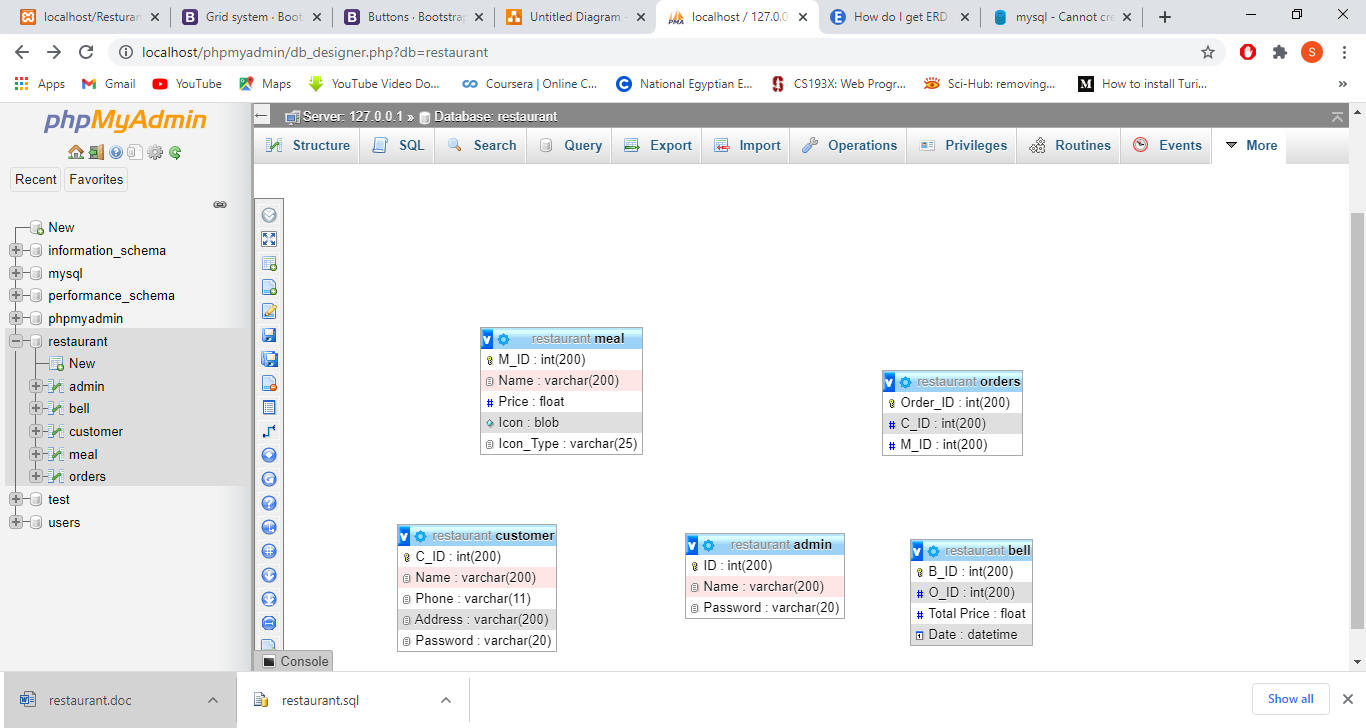 localhost/Resturan
Grid system · Boot
Buttons · Bootstrap
Untitled Diagram -
localhost / 127.0.0
How do I get ERD
mysql - Cannot cre
localhost/phpmyadmin/db_designer.php?db=restaurant
S
Apps
Gmail
YouTube
Maps
YouTube Video Do...
Coursera | Online C...
National Egyptian E...
CS193X: Web Progr...
Sci-Hub: removing...
How to install Turi...
»
phpMyAdmin
Recent
Favorites
New
information_schema
mysql
performance_schema
phpmyadmin
restaurant
New
admin
bell
customer
meal
orders
test
users
Server: 127.0.0.1 » Database: restaurant
Structure
SQL
Search
Query
Export
Import
Operations
Privileges
Routines
Events
More
restaurant meal
M_ID : int(200)
Name : varchar(200)
Price : float
Icon : blob
Icon_Type : varchar(25)
restaurant orders
Order_ID : int(200)
C_ID : int(200)
M_ID : int(200)
restaurant customer
C_ID : int(200)
Name : varchar(200)
Phone : varchar(11)
Address : varchar(200)
Password : varchar(20)
restaurant admin
ID : int(200)
Name : varchar(200)
Password : varchar(20)
restaurant bell
B_ID : int(200)
O_ID : int(200)
Total Price : float
Date : datetime
Console
restaurant.doc
restaurant.sql
Show all